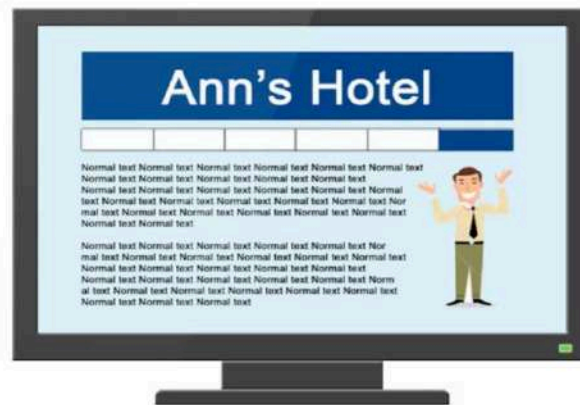 Ann's Hotel
Normal text Normal text Normal text Normal text Normal text Normal text
Normal text Normal text Normal text Normal text Normal text
Normal text Normal text Normal text Normal text Normal text Normal
text Normal text Normal text Normal text Normal text Normal text Nor
mal text Normal text Normal text Normal text Normal text Normal text
Normal text Normal text
Normal text Normal text Normal text Normal text Normal text Nor
mal text Normal text Normal text Normal text Normal text Normal text
Normal text Normal text Normal text Normal text Normal text
Normal text Normal text Normal text Normal text Normal text Norm
al text Normal text Normal text Normal text Normal text Normal text
Normal text Normal text Normal text